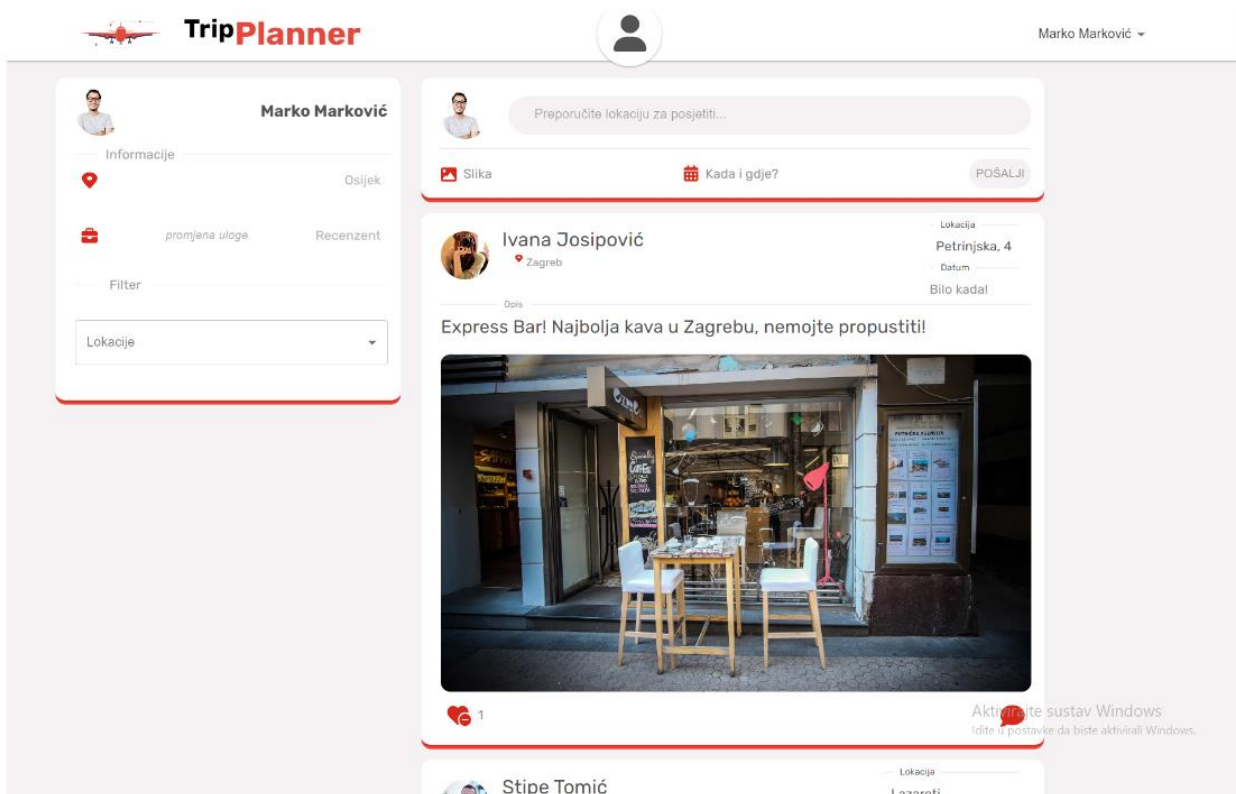 TripPlanner
Marko Marković
Marko Marković
Informacije
Osijek
promjena uloge
Recenzent
Filter
Lokacije
Preporučite lokaciju za posjetiti...
Slika
Kada i gdje?
POŠALJI
Ivana Josipović
Zagreb
Lokacija
Petrinjska, 4
Datum
Bilo kada!
Opis
Express Bar! Najbolja kava u Zagrebu, nemojte propustiti!
1
Aktivirajte sustav Windows
Idite u postavke da biste aktivirali Windows.
Stipe Tomić
Lokacija
Lazareti